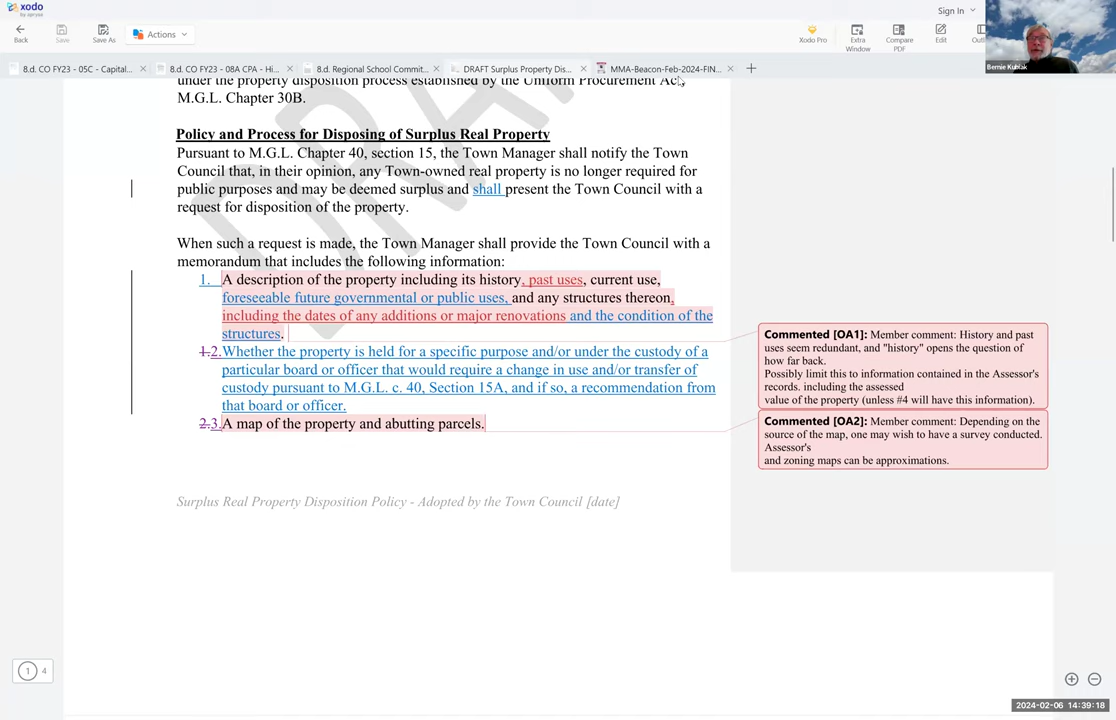 xodo
by apryse
Sign In
Back
Save
Save As
Actions
Xodo Pro
Extra
Window
Compare
PDF
Edit
Bernie Kubiak
8.d. CO FY23 - 05C - Capital... ×
8.d. CO FY23 - 08A CPA - Hi... ×
8.d. Regional School Committ... ×
DRAFT Surplus Property Dis... ×
MMA-Beacon-Feb-2024-FIN... ×
DRAFT
under the property disposition process established by the Uniform Procurement Act,
M.G.L. Chapter 30B.
Policy and Process for Disposing of Surplus Real Property
Pursuant to M.G.L. Chapter 40, section 15, the Town Manager shall notify the Town
Council that, in their opinion, any Town-owned real property is no longer required for
public purposes and may be deemed surplus and shall present the Town Council with a
request for disposition of the property.
When such a request is made, the Town Manager shall provide the Town Council with a
memorandum that includes the following information:
1. A description of the property including its history, past uses, current use,
foreseeable future governmental or public uses, and any structures thereon,
including the dates of any additions or major renovations and the condition of the
structures.
1.2. Whether the property is held for a specific purpose and/or under the custody of a
particular board or officer that would require a change in use and/or transfer of
custody pursuant to M.G.L. c. 40, Section 15A, and if so, a recommendation from
that board or officer.
2.3. A map of the property and abutting parcels.
Commented [OA1]: Member comment: History and past
uses seem redundant, and "history" opens the question of
how far back.
Possibly limit this to information contained in the Assessor's
records. including the assessed
value of the property (unless #4 will have this information).
Commented [OA2]: Member comment: Depending on the
source of the map, one may wish to have a survey conducted.
Assessor's
and zoning maps can be approximations.
Surplus Real Property Disposition Policy - Adopted by the Town Council [date]
1 4
2024-02-06 14:39:18